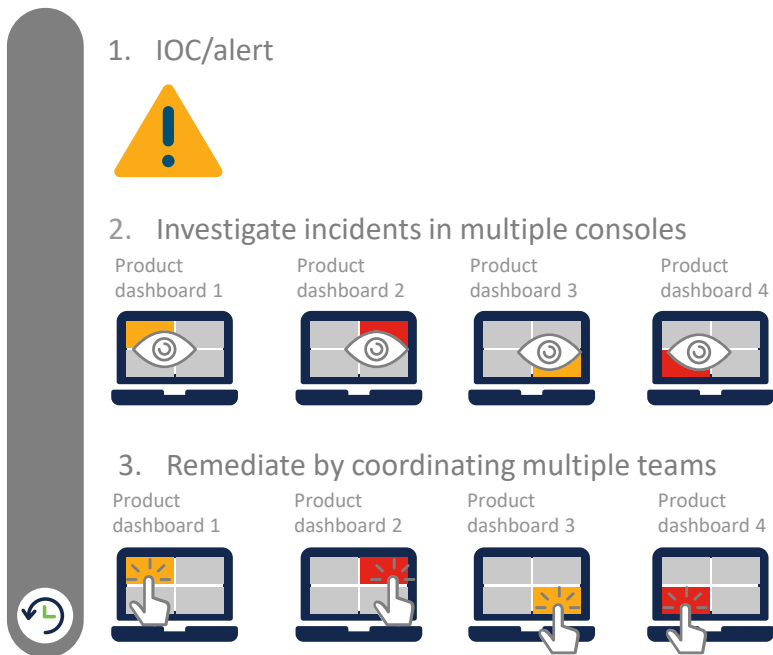 1. IOC/alert
2. Investigate incidents in multiple consoles
Product
dashboard 1
Product
dashboard 2
Product
dashboard 3
Product
dashboard 4
3. Remediate by coordinating multiple teams
Product
dashboard 1
Product
dashboard 2
Product
dashboard 3
Product
dashboard 4